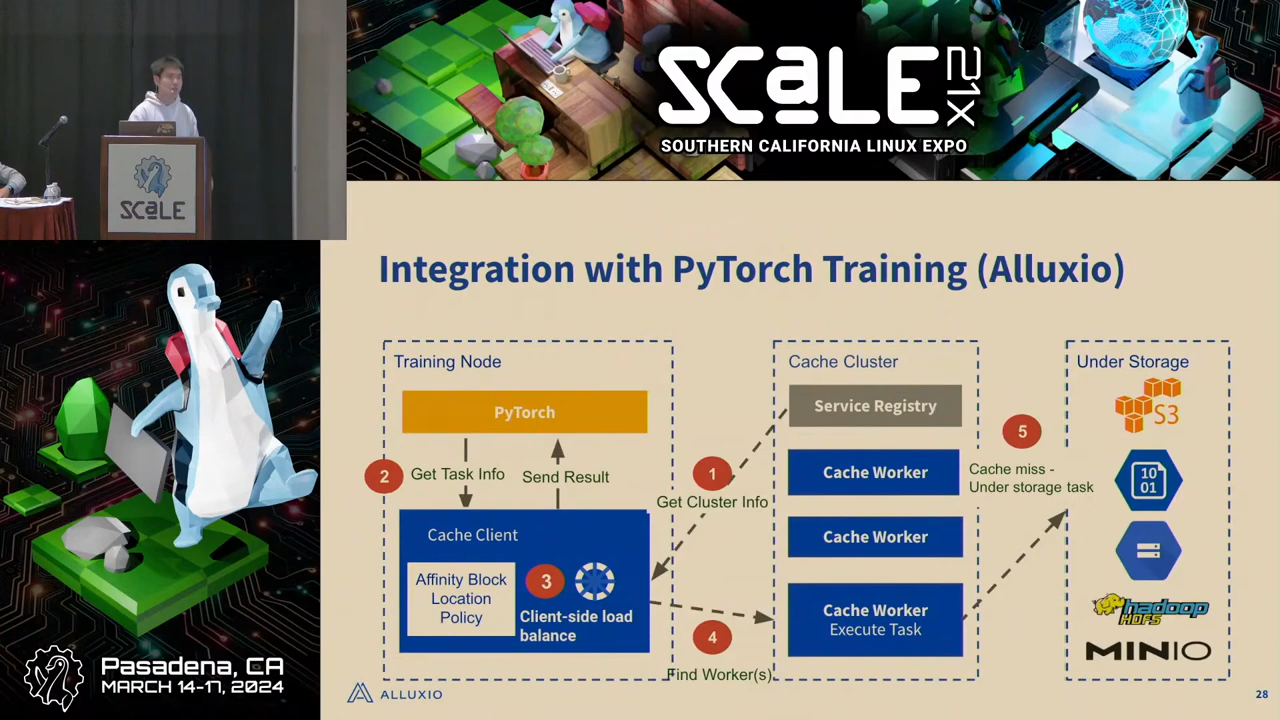 SCALE
21X
SOUTHERN CALIFORNIA LINUX EXPO
SCALE
Integration with PyTorch Training (Alluxio)
Training Node
PyTorch
2
Get Task Info
Send Result
Cache Client
Affinity Block
Location
Policy
3
Client-side load
balance
1
Get Cluster Info
4
Find Worker(s)
Cache Cluster
Service Registry
Cache Worker
Cache Worker
Cache Worker
Execute Task
5
Cache miss -
Under storage task
Under Storage
S3
10
01
hadoop
HDFS
MINIO
Pasadena, CA
MARCH 14-17, 2024
ALLUXIO
28